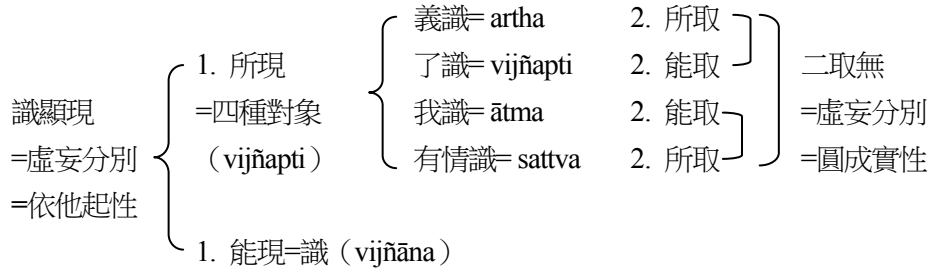 義識= artha 2. 所取
1. 所現 了識= vijñapti 2. 能取 二取無
識顯現 =四種對象 我識= ātma 2. 能取 =虛妄分別
=虛妄分別 （vijñapti） 有情識= sattva 2. 所取 =圓成實性
=依他起性
1. 能現=識（vijñāna）